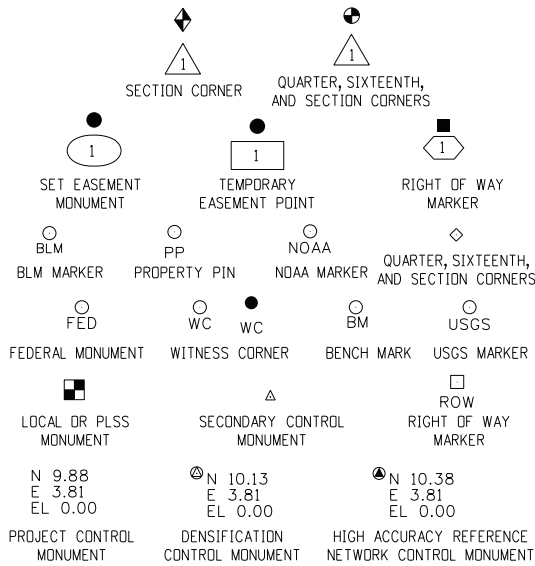 1
1
SECTION CORNER
QUARTER, SIXTEENTH,
AND SECTION CORNERS
1
1
1
SET EASEMENT
MONUMENT
TEMPORARY
EASEMENT POINT
RIGHT OF WAY
MARKER
BLM
PP
NOAA
BLM MARKER
PROPERTY PIN
NOAA MARKER
QUARTER, SIXTEENTH,
AND SECTION CORNERS
FED
WC
WC
BM
USGS
FEDERAL MONUMENT
WITNESS CORNER
BENCH MARK
USGS MARKER
ROW
LOCAL OR PLSS
MONUMENT
SECONDARY CONTROL
MONUMENT
RIGHT OF WAY
MARKER
N 9.88
E 3.81
EL 0.00
N 10.13
E 3.81
EL 0.00
N 10.38
E 3.81
EL 0.00
PROJECT CONTROL
MONUMENT
DENSIFICATION
CONTROL MONUMENT
HIGH ACCURACY REFERENCE
NETWORK CONTROL MONUMENT